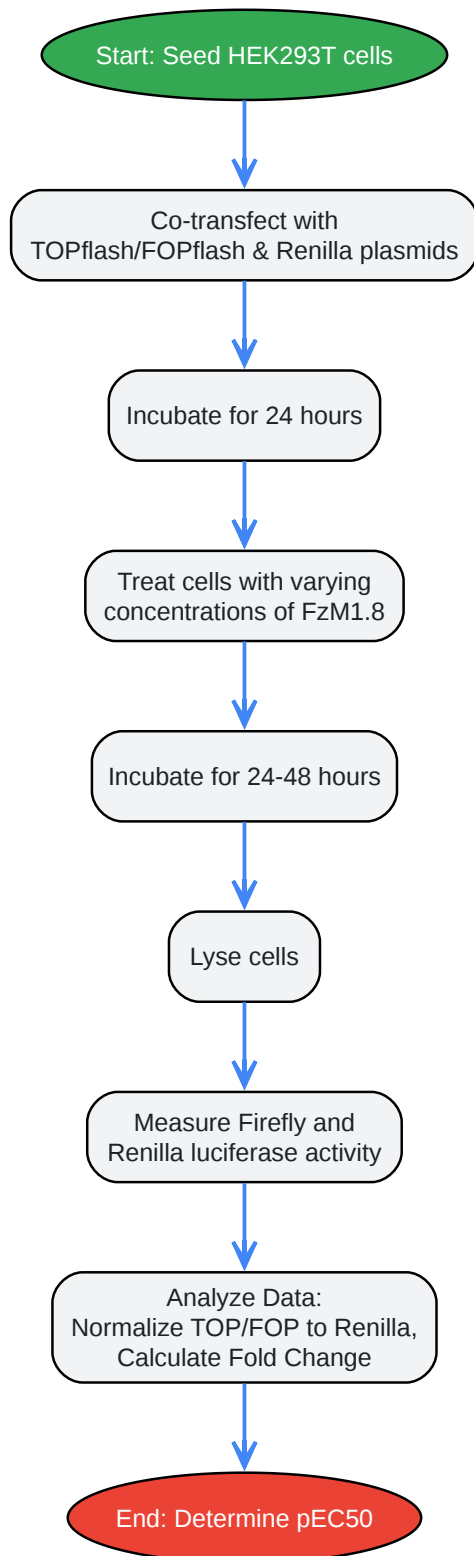 Start: Seed HEK293T cells
Co-transfect with
TOPflash/FOPflash & Renilla plasmids
Incubate for 24 hours
Treat cells with varying
concentrations of FzM1.8
Incubate for 24-48 hours
Lyse cells
Measure Firefly and
Renilla luciferase activity
Analyze Data:
Normalize TOP/FOP to Renilla,
Calculate Fold Change
End: Determine pEC50